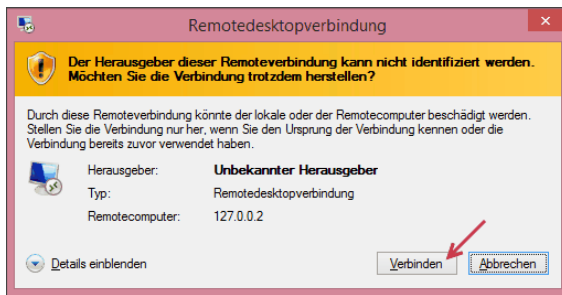 Remotedesktopverbindung
Der Herausgeber dieser Remoteverbindung kann nicht identifiziert werden.
Möchten Sie die Verbindung trotzdem herstellen?
Durch diese Remoteverbindung könnte der lokale oder der Remotecomputer beschädigt werden.
Stellen Sie die Verbindung nur her, wenn Sie den Ursprung der Verbindung kennen oder die
Verbindung bereits zuvor verwendet haben.
Herausgeber: Unbekannter Herausgeber
Typ: Remotedesktopverbindung
Remotecomputer: 127.0.0.2
Details einblenden Verbinden Abbrechen